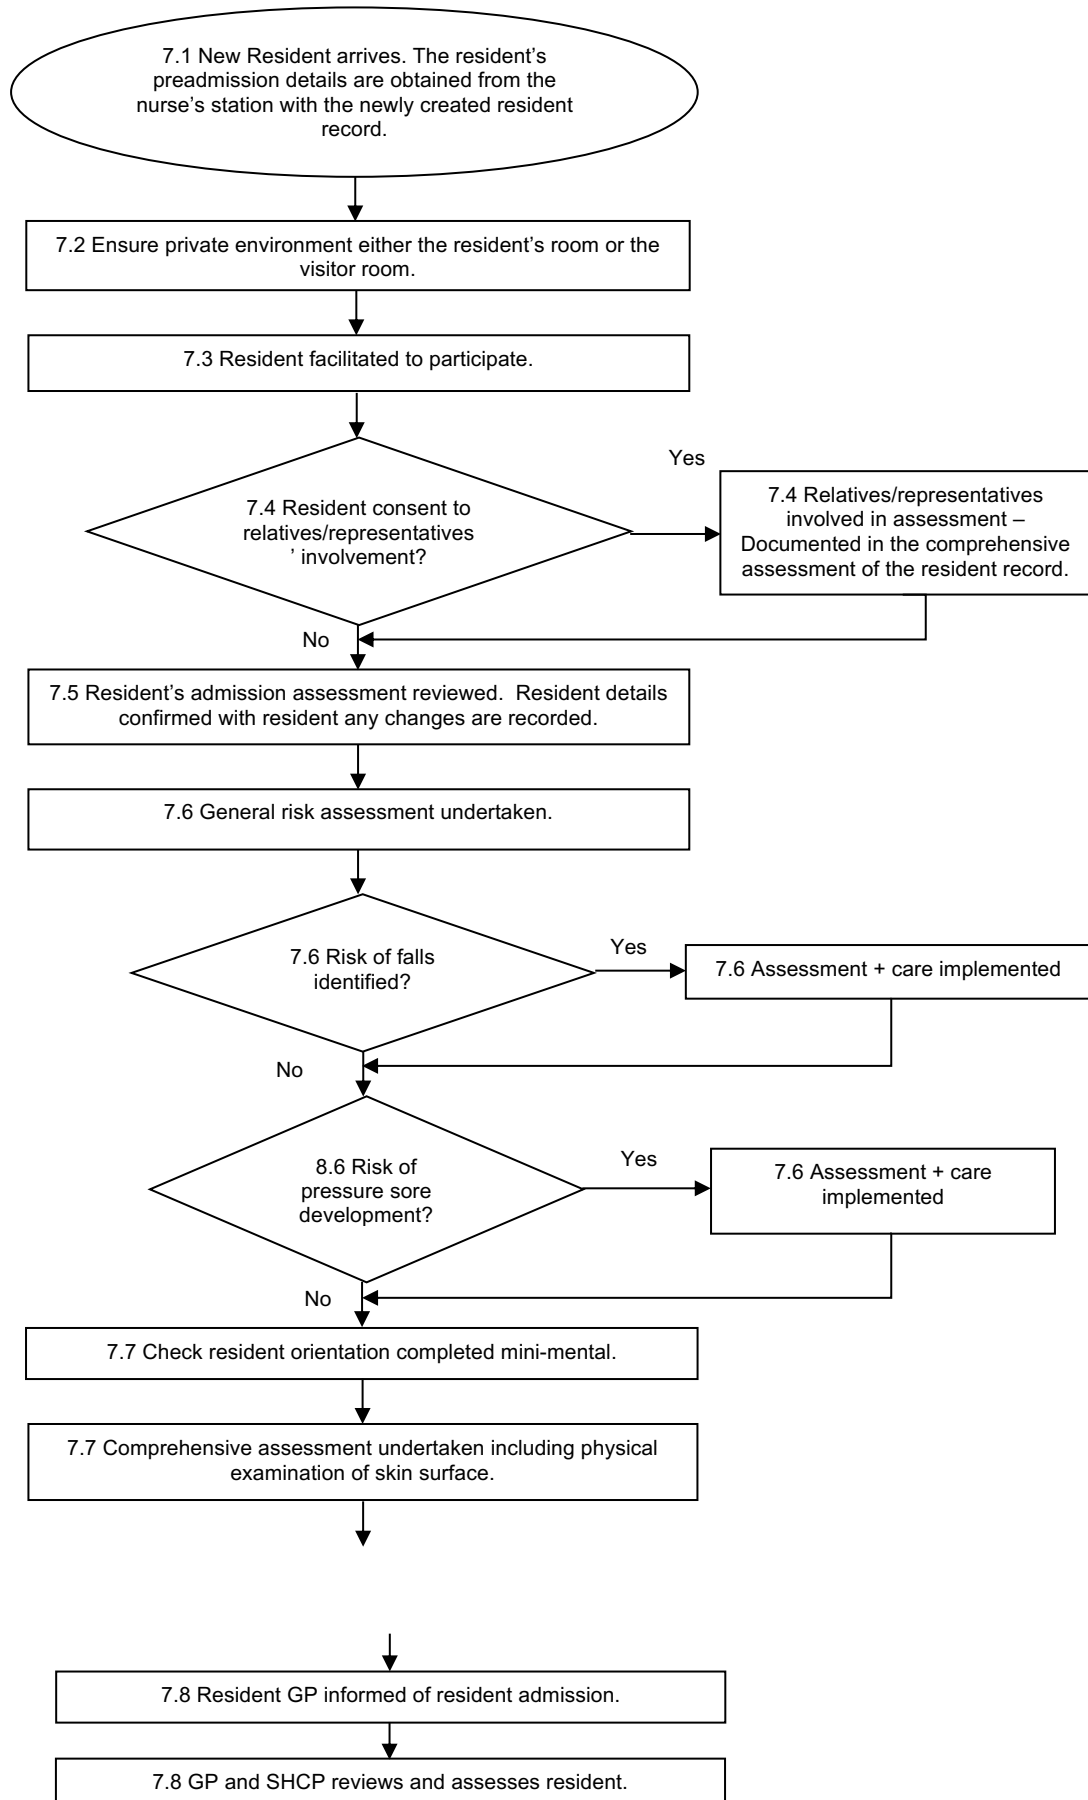 7.1 New Resident arrives. The resident’s
preadmission details are obtained from the
nurse’s station with the newly created resident
record.
7.2 Ensure private environment either the resident’s room or the
visitor room.
7.3 Resident facilitated to participate.
7.4 Resident consent to
relatives/representatives
’ involvement?
Yes
7.4 Relatives/representatives
involved in assessment –
Documented in the comprehensive
assessment of the resident record.
No
7.5 Resident’s admission assessment reviewed.  Resident details
confirmed with resident any changes are recorded.
7.6 General risk assessment undertaken.
7.6 Risk of falls
identified?
Yes
7.6 Assessment + care implemented
No
8.6 Risk of
pressure sore
development?
Yes
7.6 Assessment + care
implemented
No
7.7 Check resident orientation completed mini-mental.
7.7 Comprehensive assessment undertaken including physical
examination of skin surface.
7.8 Resident GP informed of resident admission.
7.8 GP and SHCP reviews and assesses resident.